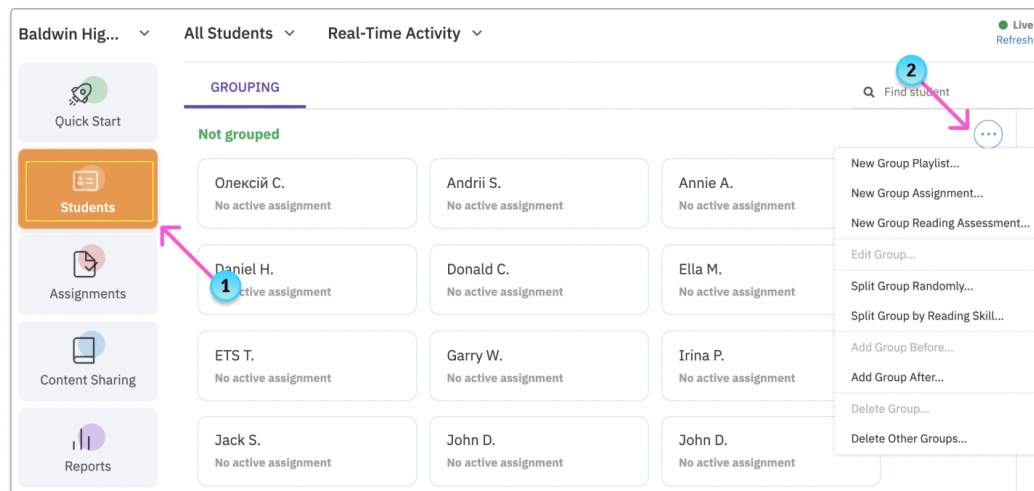 Baldwin Hig...
All Students
Real-Time Activity
Live
Refresh
Quick Start
Students
Assignments
Content Sharing
Reports
GROUPING
2
Find student
Not grouped
Олексій С.
No active assignment
Andrii S.
No active assignment
Annie A.
No active assignment
Daniel H.
1
active assignment
Donald C.
No active assignment
Ella M.
No active assignment
ETS T.
No active assignment
Garry W.
No active assignment
Irina P.
No active assignment
Jack S.
No active assignment
John D.
No active assignment
John D.
No active assignment
New Group Playlist...
New Group Assignment...
New Group Reading Assessment...
Edit Group...
Split Group Randomly...
Split Group by Reading Skill...
Add Group Before...
Add Group After...
Delete Group...
Delete Other Groups...